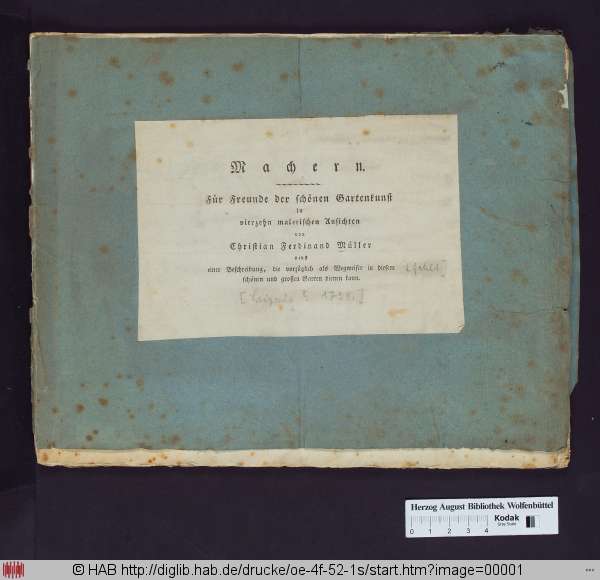 Machern.
Für Freunde der schönen Gartenkunst
in
vierzehn malerischen Ansichten
von
Christian Ferdinand Müller
nebst
einer Beschreibung, die vorzüglich als Wegweiser in diesem
schönen und großen Garten dienen kann.
Herzog August Bibliothek Wolfenbüttel
0 1 2 3 4
Kodak
© HAB http://diglib.hab.de/drucke/oe-4f-52-1s/start.htm?image=00001